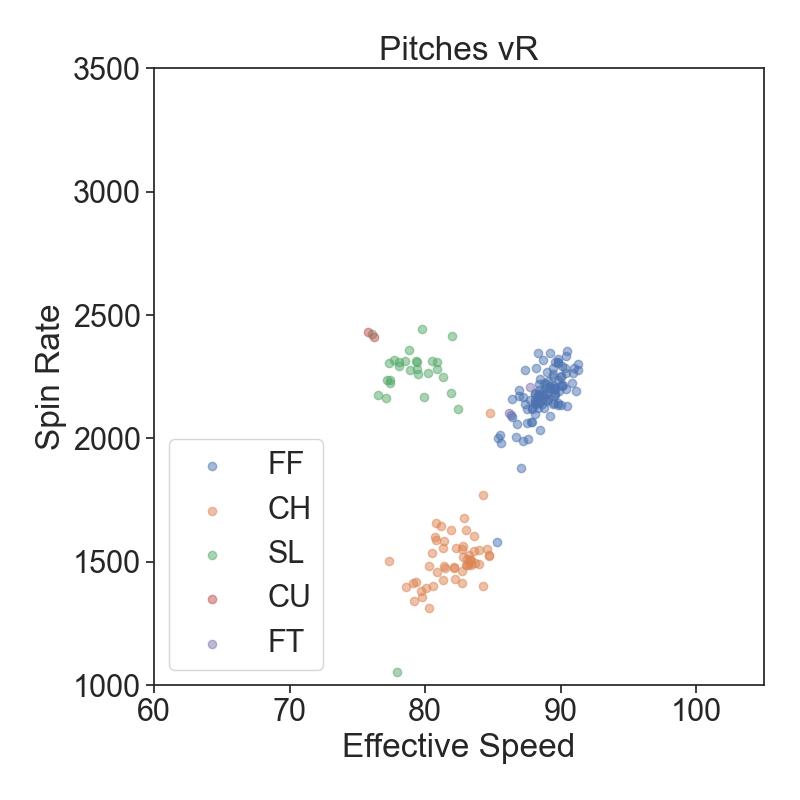 Pitches vR
3500
3000
2500
2000
1500
1000
Spin Rate
FF
CH
SL
CU
FT
60 70 80 90 100
Effective Speed